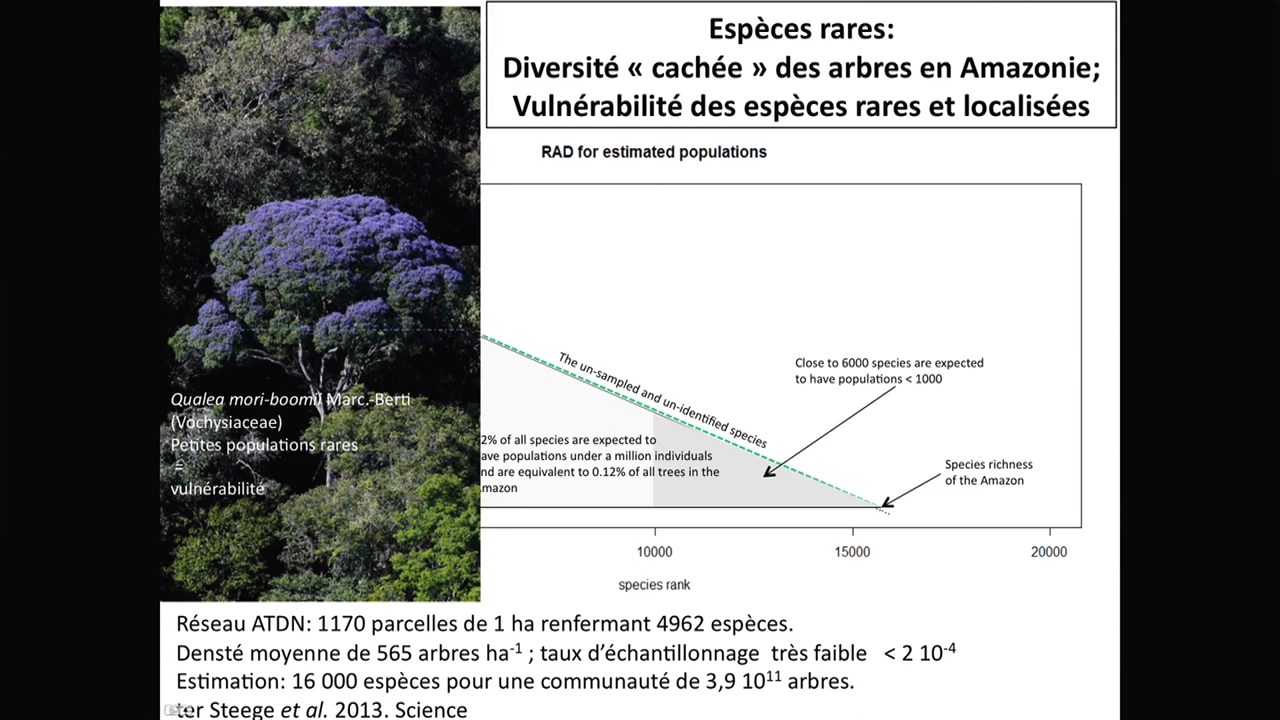 Espèces rares:
Diversité « cachée » des arbres en Amazonie;
Vulnérabilité des espèces rares et localisées
RAD for estimated populations
The un-sampled and un-identified species
Close to 6000 species are expected
to have populations < 1000
Species richness
of the Amazon
2% of all species are expected to
ave populations under a million individuals
nd are equivalent to 0.12% of all trees in the
mazon
10000
15000
20000
species rank
Qualea mori-boomii Marc.-Berti
(Vochysiaceae)
Petites populations rares
=
vulnérabilité
Réseau ATDN: 1170 parcelles de 1 ha renfermant 4962 espèces.
Densté moyenne de 565 arbres ha-1 ; taux d’échantillonnage très faible < 2 10-4
Estimation: 16 000 espèces pour une communauté de 3,9 1011 arbres.
ter Steege et al. 2013. Science